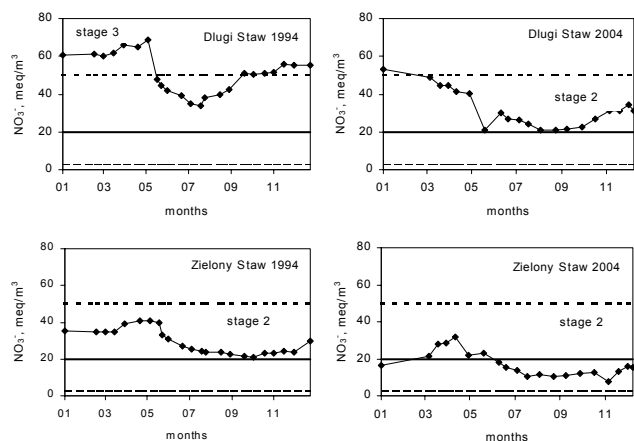 80
60
40
20
0
NO₃⁻, meq/m³
stage 3
Dlugi Staw 1994
01 03 05 07 09 11
months
80
60
40
20
0
NO₃⁻, meq/m³
Dlugi Staw 2004
stage 2
01 03 05 07 09 11
months
80
60
40
20
0
NO₃⁻, meq/m³
Zielony Staw 1994
stage 2
01 03 05 07 09 11
months
80
60
40
20
0
NO₃⁻, meq/m³
Zielony Staw 2004
stage 2
01 03 05 07 09 11
months